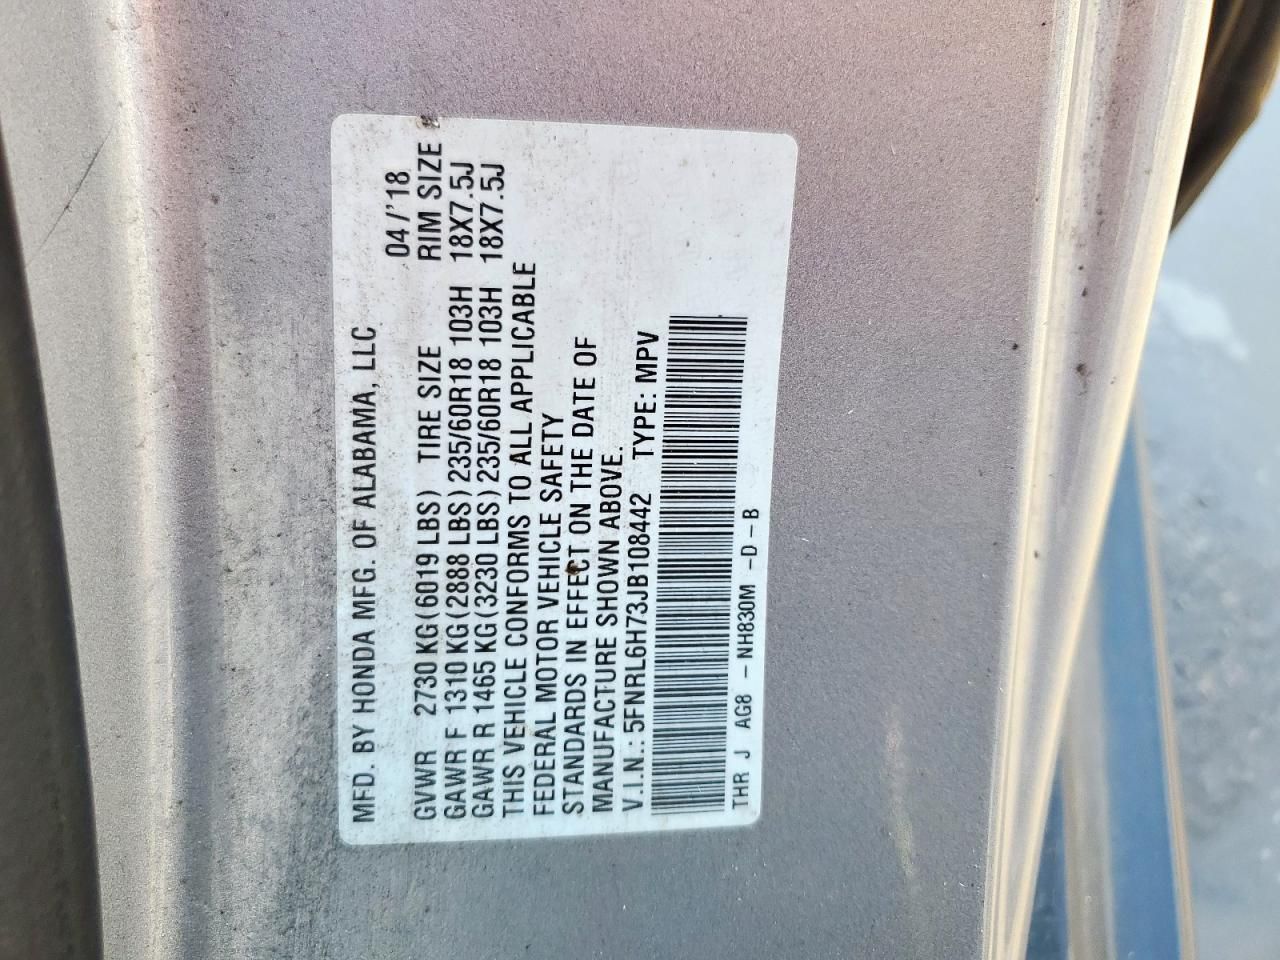 MFD. BY HONDA MFG. OF ALABAMA, LLC
04/'18
GVWR 2730 KG(6019 LBS) TIRE SIZE RIM SIZE
GAWR F 1310 KG(2888 LBS)235/60R18 103H 18X7.5J
GAWR R 1465 KG(3230 LBS)235/60R18 103H 18X7.5J
THIS VEHICLE CONFORMS TO ALL APPLICABLE
FEDERAL MOTOR VEHICLE SAFETY
STANDARDS IN EFFECT ON THE DATE OF
MANUFACTURE SHOWN ABOVE.
V.I.N.: 5FNRL6H73JB108442 TYPE: MPV
THR J AG8 -NH830M -D-B